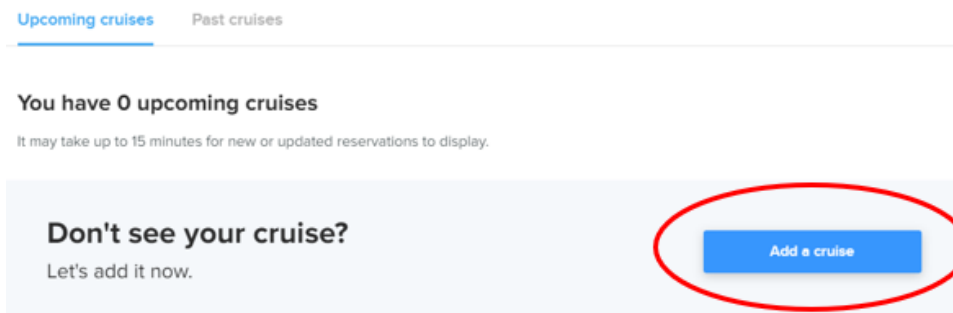 Upcoming cruises Past cruises
You have 0 upcoming cruises
It may take up to 15 minutes for new or updated reservations to display.
Don't see your cruise?
Let's add it now.
Add a cruise